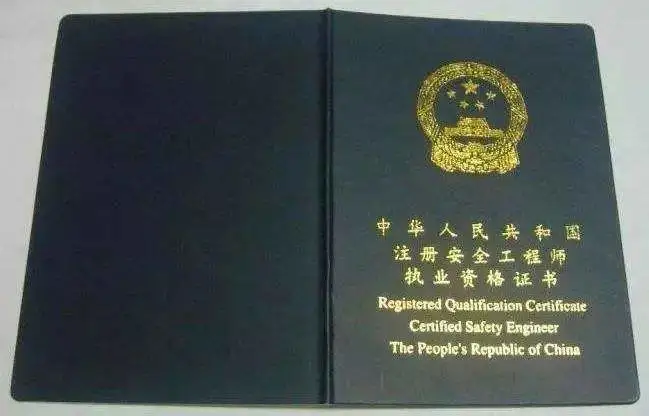 中华人民共和国
注册安全工程师
执业资格证书
Registered Qualification Certificate
Certified Safety Engineer
The People's Republic of China